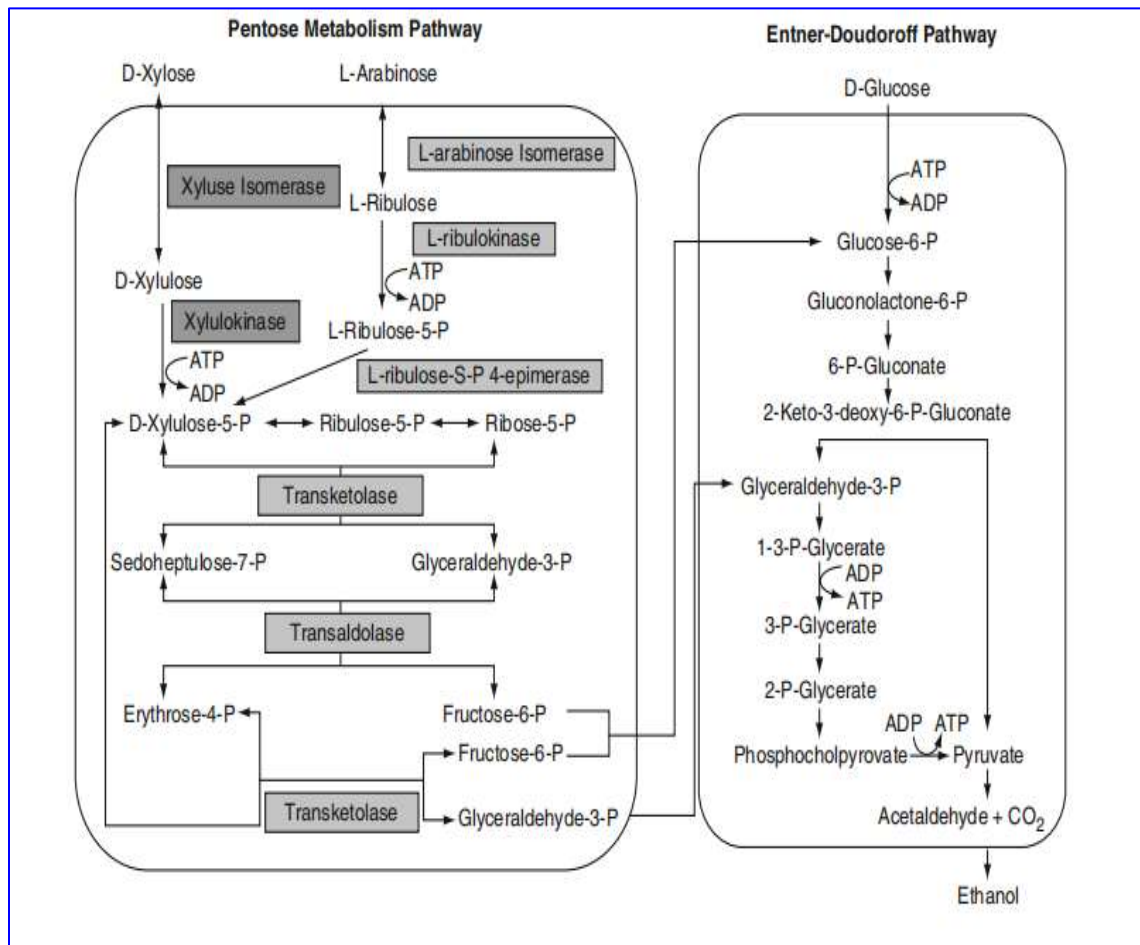 Pentose Metabolism Pathway
Entner-Doudoroff Pathway
D-Xylose
L-Arabinose
D-Glucose
L-arabinose Isomerase
Xyluse Isomerase
L-Ribulose
L-ribulokinase
ATP
ADP
D-Xylulose
Xylulokinase
ATP
ADP
L-Ribulose-5-P
L-ribulose-S-P 4-epimerase
D-Xylulose-5-P
Ribulose-5-P
Ribose-5-P
Transketolase
Sedoheptulose-7-P
Glyceraldehyde-3-P
Transaldolase
Erythrose-4-P
Fructose-6-P
Fructose-6-P
Transketolase
Glyceraldehyde-3-P
ATP
ADP
Glucose-6-P
Gluconolactone-6-P
6-P-Gluconate
2-Keto-3-deoxy-6-P-Gluconate
Glyceraldehyde-3-P
1-3-P-Glycerate
ADP
ATP
3-P-Glycerate
2-P-Glycerate
ADP ATP
Phosphocholpyrovate
Pyruvate
Acetaldehyde + CO2
Ethanol